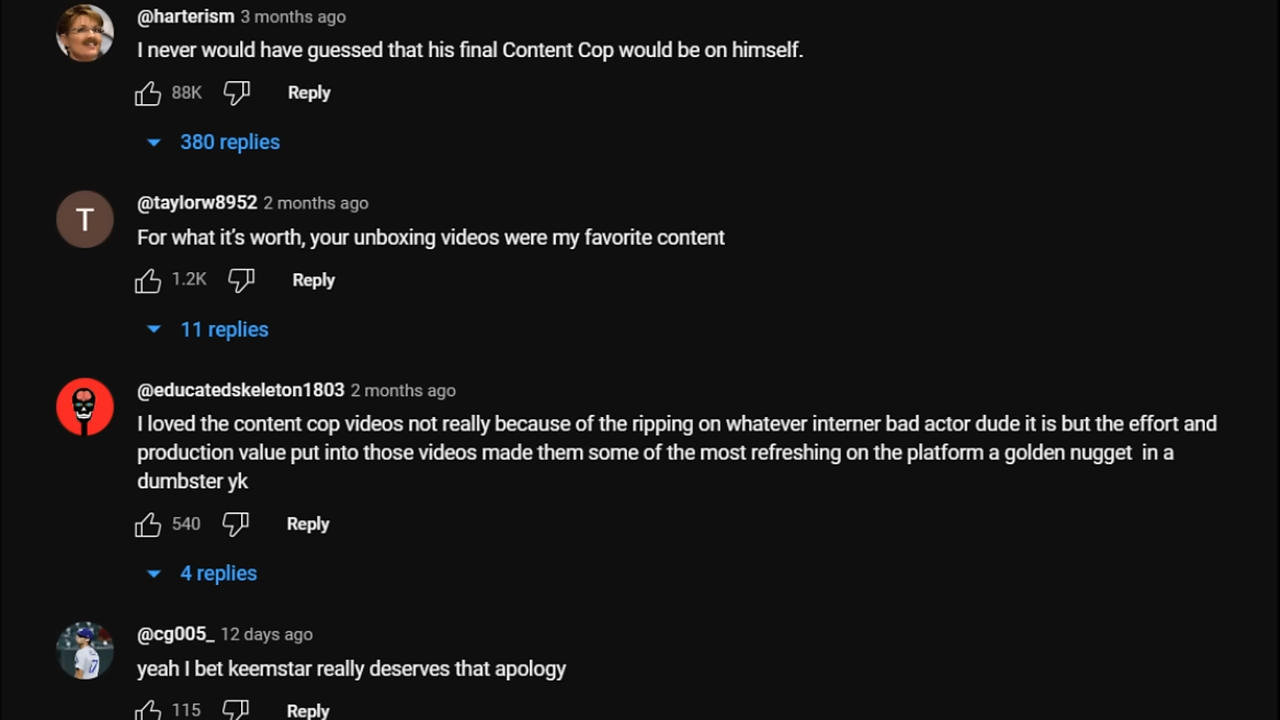 @harterism 3 months ago
I never would have guessed that his final Content Cop would be on himself.
88K Reply
380 replies
T
@taylorw8952 2 months ago
For what it's worth, your unboxing videos were my favorite content
1.2K Reply
11 replies
@educatedskeleton1803 2 months ago
I loved the content cop videos not really because of the ripping on whatever interner bad actor dude it is but the effort and
production value put into those videos made them some of the most refreshing on the platform a golden nugget in a
dumbster yk
540 Reply
4 replies
@cg005_ 12 days ago
yeah I bet keemstar really deserves that apology
115 Reply